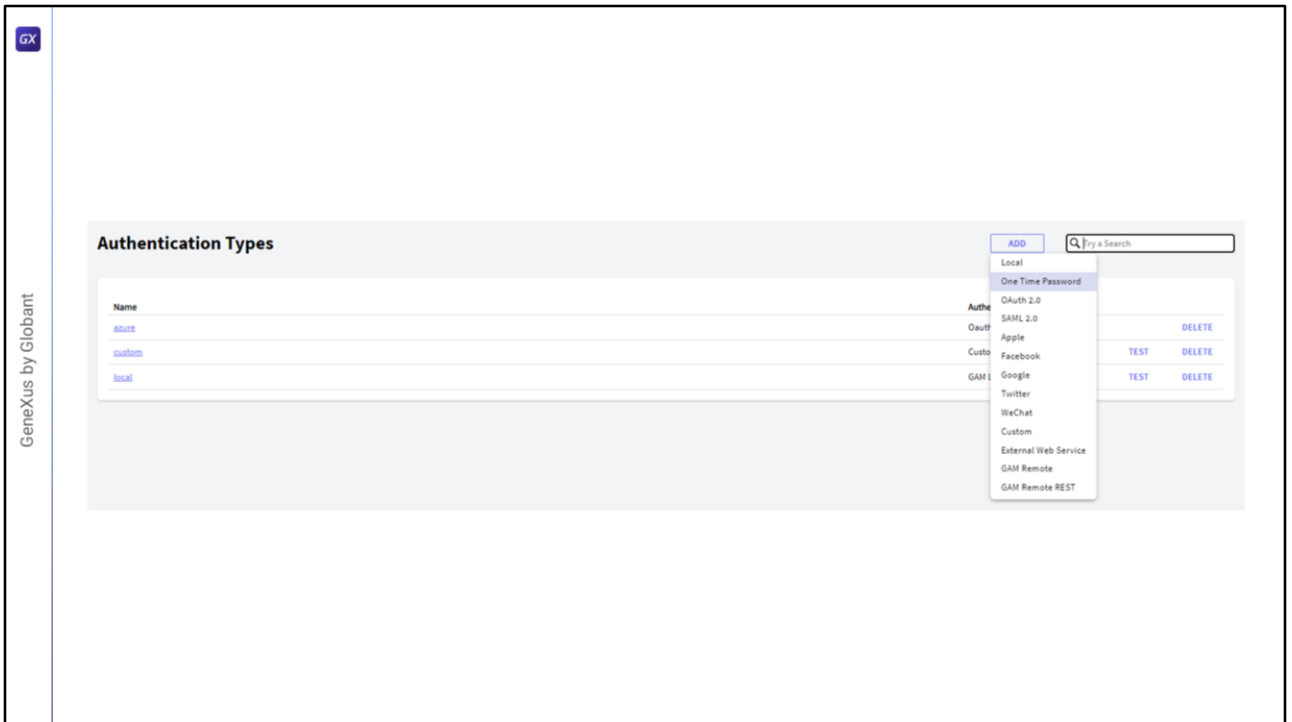 GX
GeneXus by Globant
Authentication Types
ADD
Try a Search
Local
One Time Password
OAuth 2.0
SAML 2.0
Apple
Facebook
Google
Twitter
WeChat
Custom
External Web Service
GAM Remote
GAM Remote REST
Name
azure DELETE
custom TEST DELETE
local TEST DELETE